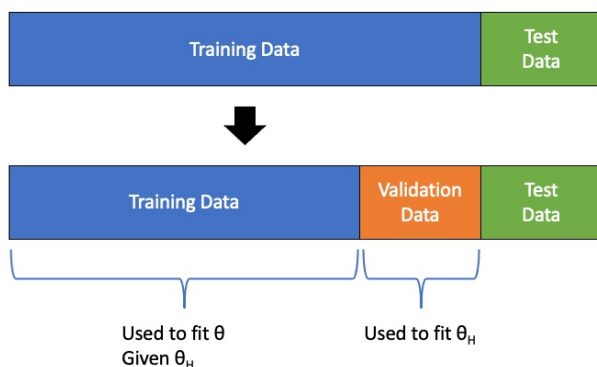 Training Data
Test
Data
Training Data
Validation
Data
Test
Data
Used to fit θ
Given θH
Used to fit θH